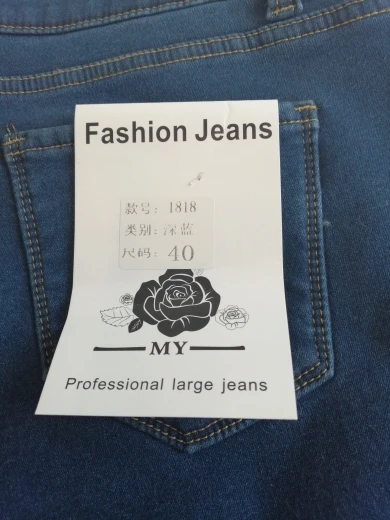 Fashion Jeans
款号: 1818
类别: 深蓝
尺码: 40
MY
Professional large jeans